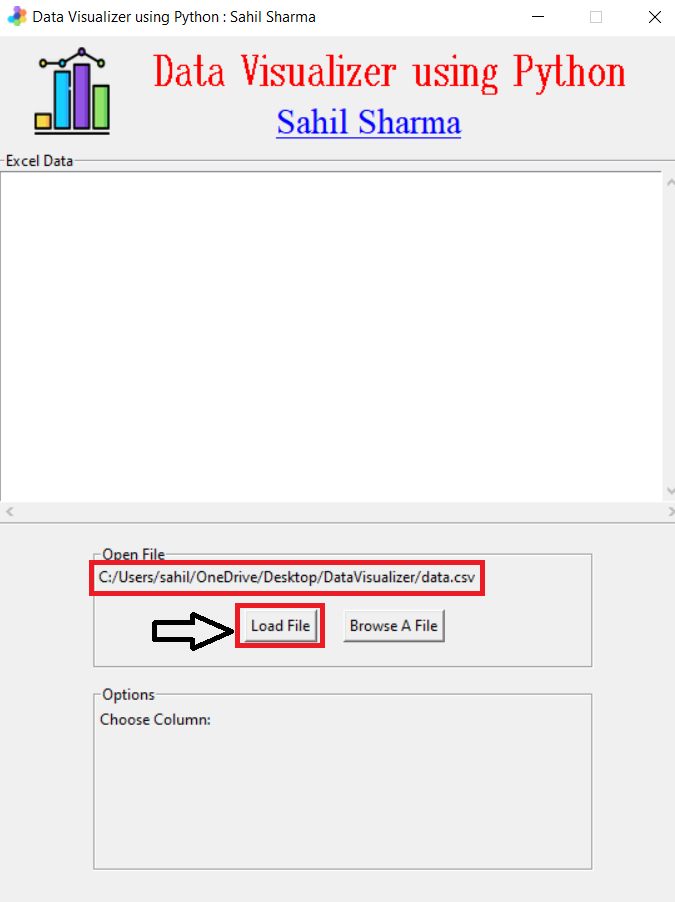 Data Visualizer using Python : Sahil Sharma
Data Visualizer using Python
Sahil Sharma
Excel Data
Open File
C:/Users/sahil/OneDrive/Desktop/DataVisualizer/data.csv
Load File
Browse A File
Options
Choose Column: